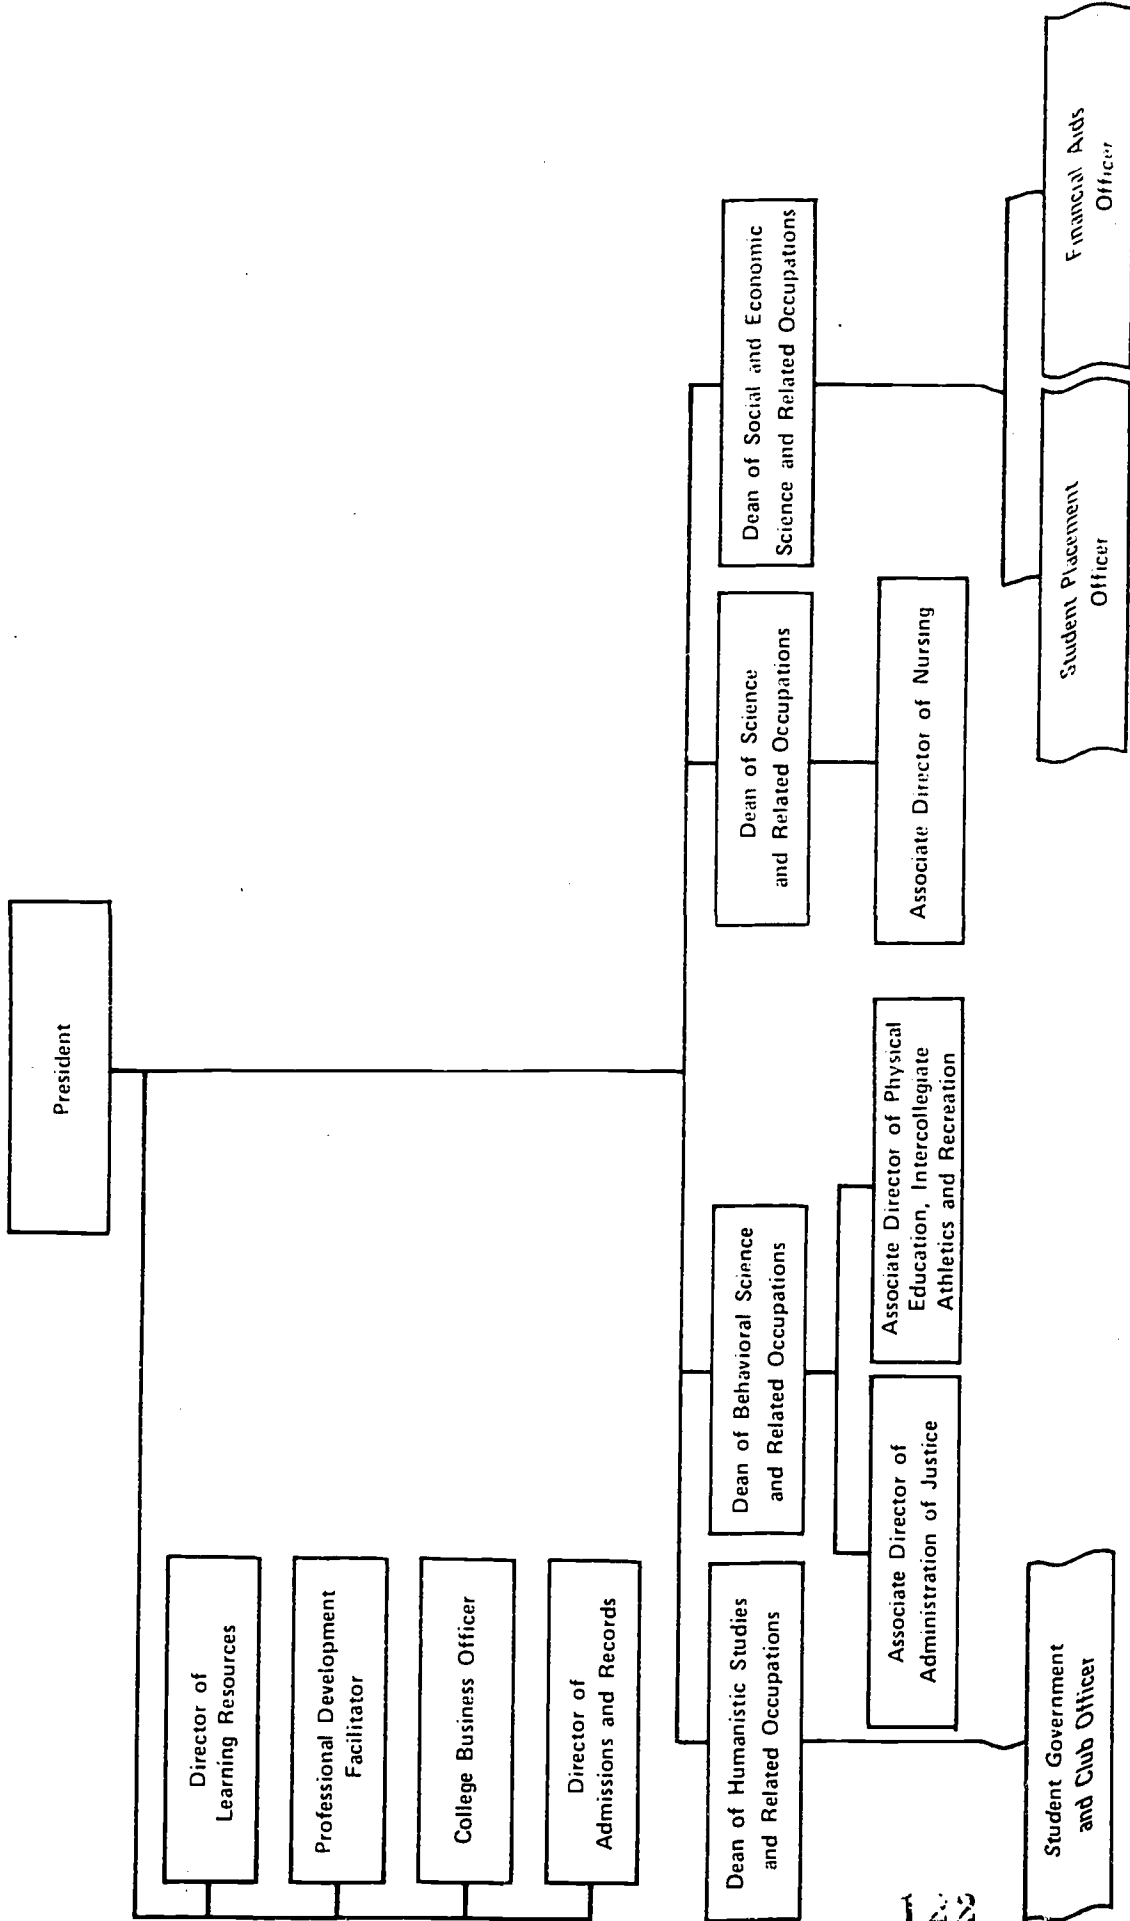 President
Director of
Learning Resources
Professional Development
Facilitator
College Business Officer
Director of
Admissions and Records
Dean of Humanistic Studies
and Related Occupations
Dean of Behavioral Science
and Related Occupations
Dean of Science
and Related Occupations
Dean of Social and Economic
Science and Related Occupations
Associate Director of
Administration of Justice
Associate Director of Physical
Education, Intercollegiate
Athletics and Recreation
Associate Director of Nursing
Student Government
and Club Officer
Student Placement
Officer
Financial Aids
Officer